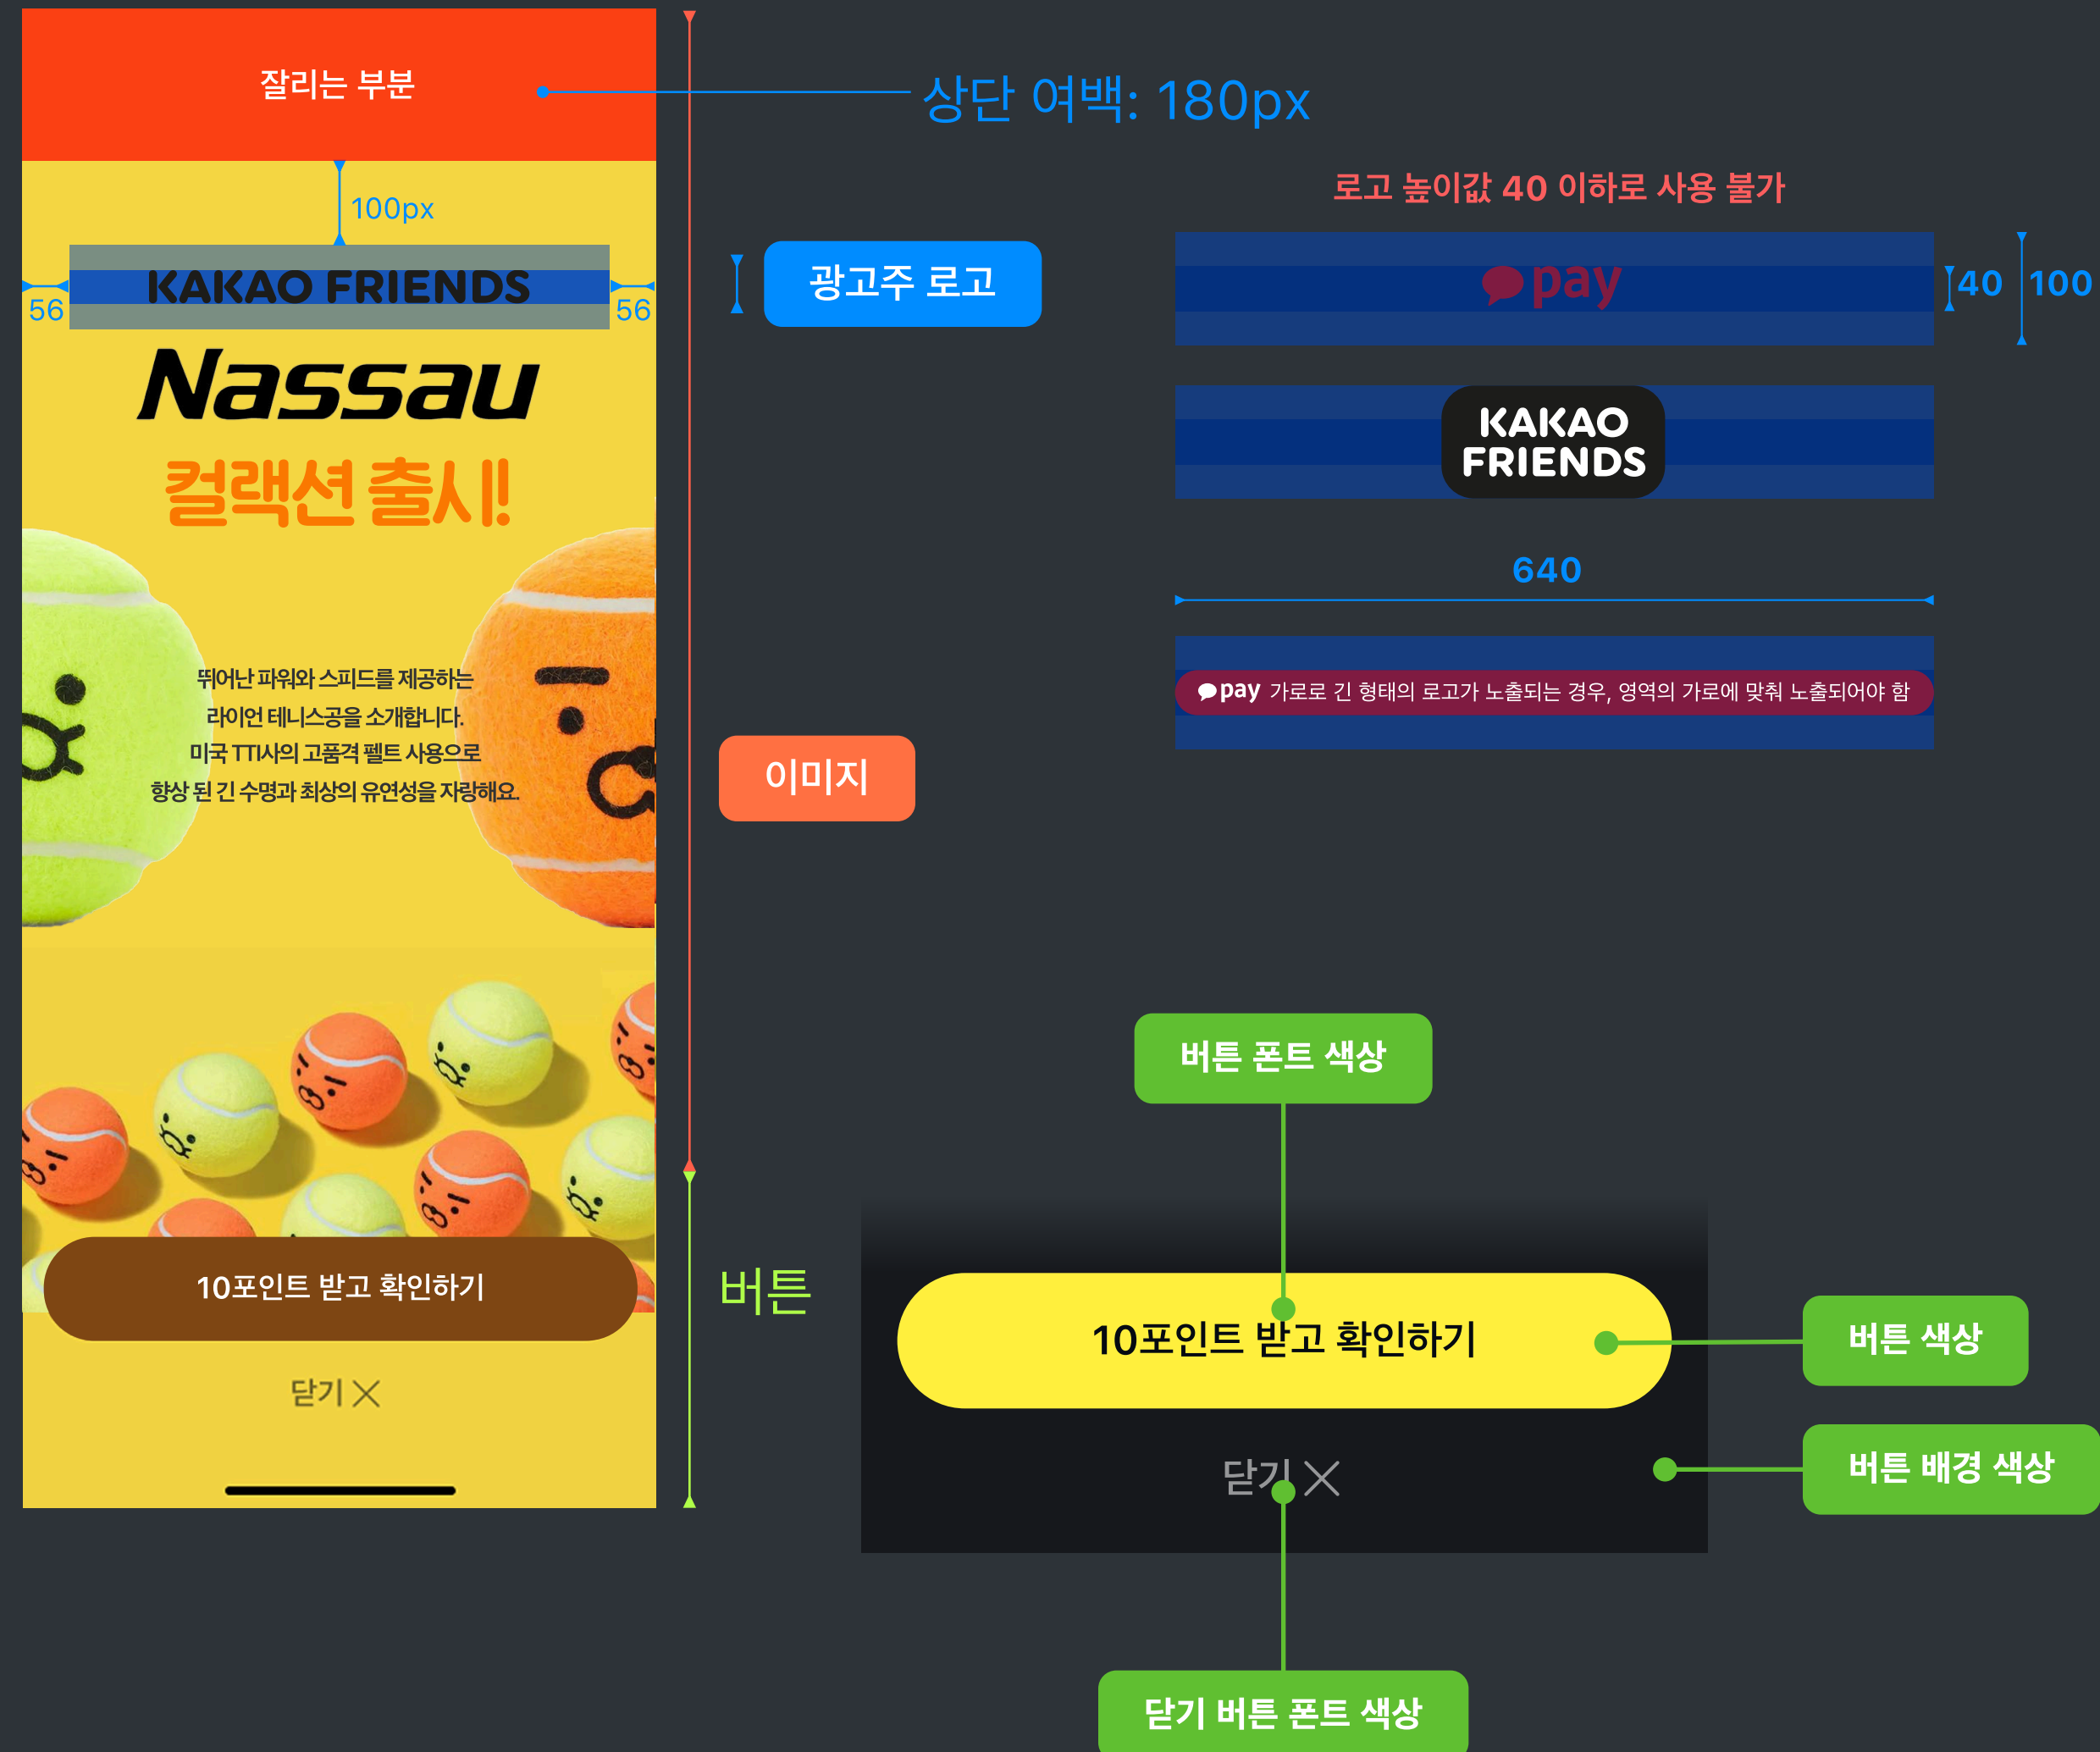 잘리는 부분
상단 여백: 180px
100px
56
KAKAO FRIENDS
56
Nassau
컬랙션 출시!
뛰어난 파워와 스피드를 제공하는
라이언 테니스공을 소개합니다.
미국 TTI사의 고품격 펠트 사용으로
항상 된 긴 수명과 최상의 유연성을 자랑해요.
10포인트 받고 확인하기
닫기 ×
광고주 로고
이미지
버튼
로고 높이값 40 이하로 사용 불가
pay
40
100
KAKAO
FRIENDS
640
pay 가로로 긴 형태의 로고가 노출되는 경우, 영역의 가로에 맞춰 노출되어야 함
버튼 폰트 색상
10포인트 받고 확인하기
버튼 색상
닫기 ×
버튼 배경 색상
닫기 버튼 폰트 색상